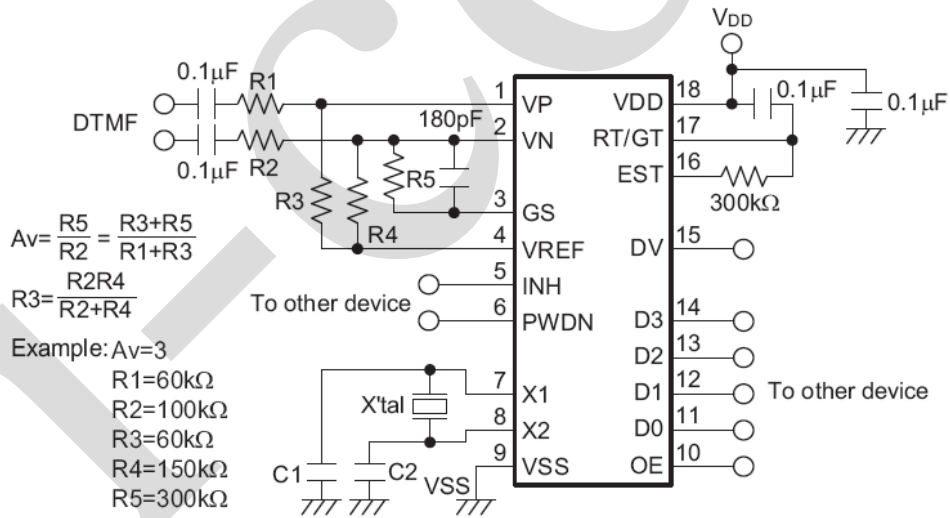 VDD
0.1μF
R1
DTMF
0.1μF
R2
180pF
R5
R3
R4
1
VP
2
VN
3
GS
4
VREF
5
INH
6
PWDN
7
X1
8
X2
9
VSS
18
VDD
17
RT/GT
16
EST
15
DV
14
D3
13
D2
12
D1
11
D0
10
OE
0.1μF
0.1μF
300kΩ
To other device
To other device
X'tal
C1
C2
VSS
Av=R5/R2=R3+R5/R1+R3
R3=R2R4/R2+R4
Example: Av=3
R1=60kΩ
R2=100kΩ
R3=60kΩ
R4=150kΩ
R5=300kΩ